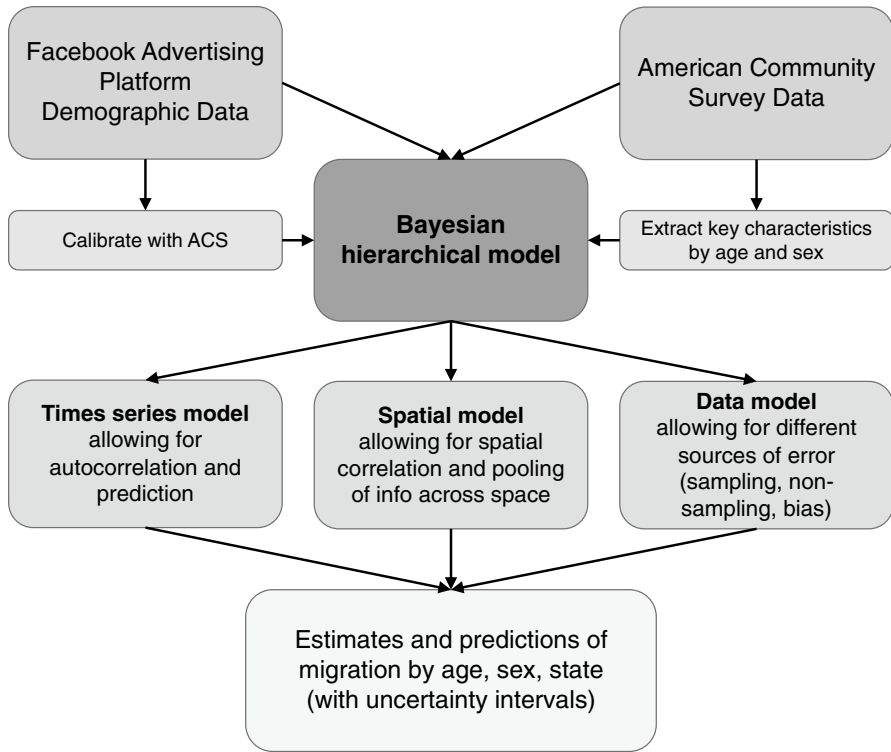 Facebook Advertising
Platform
Demographic Data
American Community
Survey Data
Calibrate with ACS
Bayesian
hierarchical model
Extract key characteristics
by age and sex
Times series model
allowing for
autocorrelation and
prediction
Spatial model
allowing for spatial
correlation and pooling
of info across space
Data model
allowing for different
sources of error
(sampling, non-
sampling, bias)
Estimates and predictions of
migration by age, sex, state
(with uncertainty intervals)